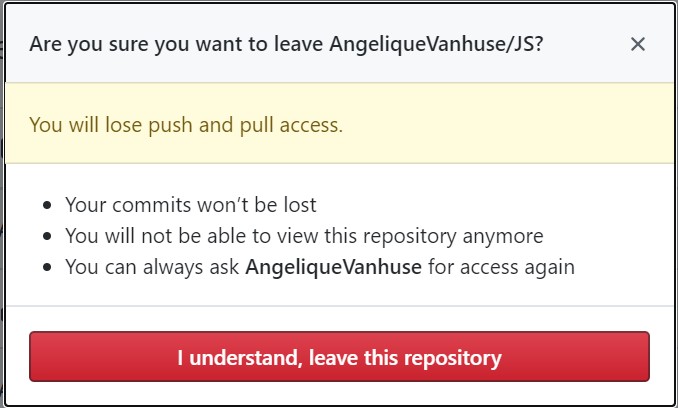 Are you sure you want to leave AngeliqueVanhuse/JS?
You will lose push and pull access.
Your commits won’t be lost
You will not be able to view this repository anymore
You can always ask AngeliqueVanhuse for access again
I understand, leave this repository